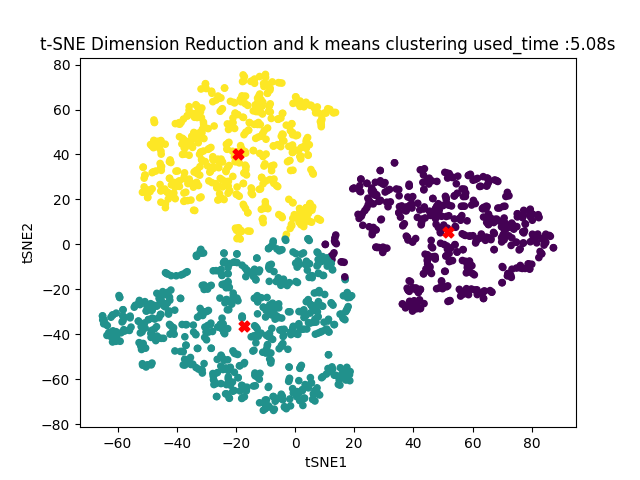 t-SNE Dimension Reduction and k means clustering used_time :5.08s
80
60
40
20
0
−20
−40
−60
−80
tSNE2
−60 −40 −20 0 20 40 60 80
tSNE1